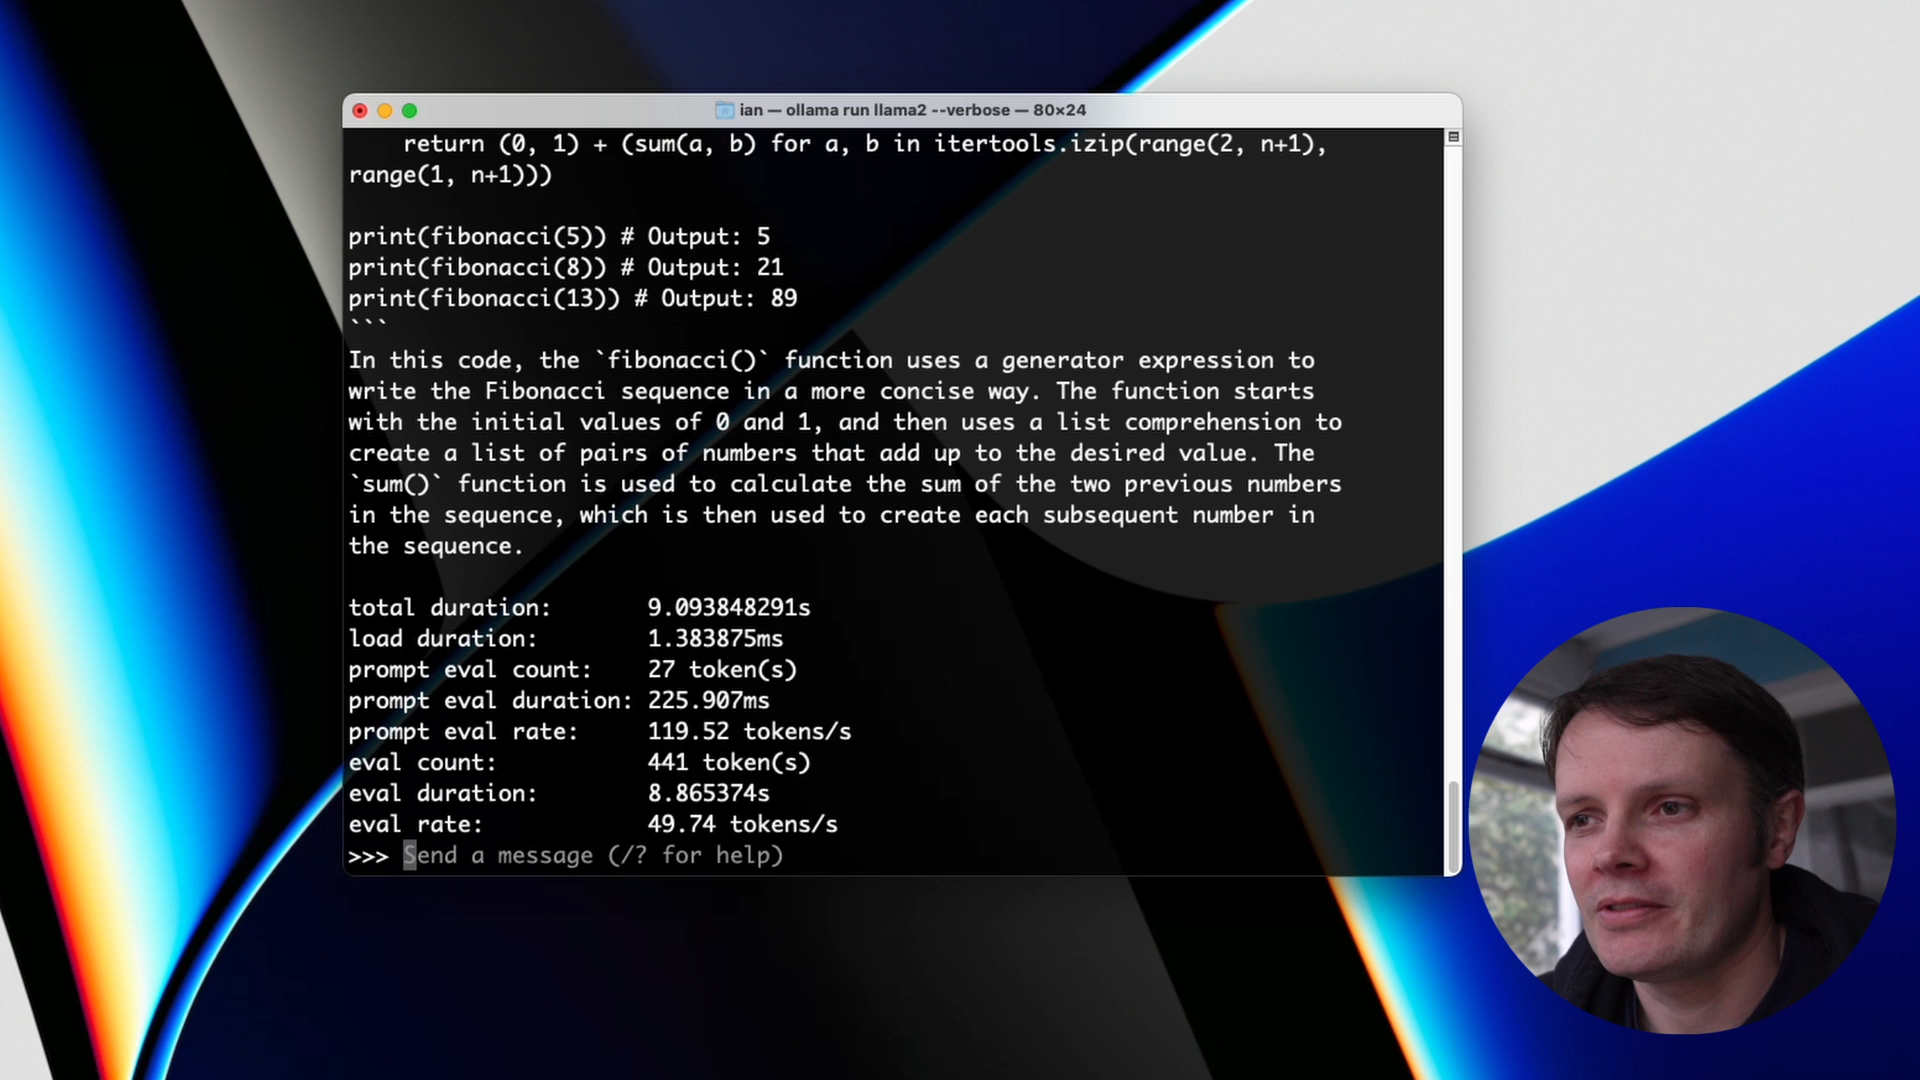 ian — ollama run llama2 --verbose — 80×24
return (0, 1) + (sum(a, b) for a, b in itertools.izip(range(2, n+1),
range(1, n+1)))
print(fibonacci(5)) # Output: 5
print(fibonacci(8)) # Output: 21
print(fibonacci(13)) # Output: 89
```
In this code, the `fibonacci()` function uses a generator expression to
write the Fibonacci sequence in a more concise way. The function starts
with the initial values of 0 and 1, and then uses a list comprehension to
create a list of pairs of numbers that add up to the desired value. The
`sum()` function is used to calculate the sum of the two previous numbers
in the sequence, which is then used to create each subsequent number in
the sequence.
total duration: 9.093848291s
load duration: 1.383875ms
prompt eval count: 27 token(s)
prompt eval duration: 225.907ms
prompt eval rate: 119.52 tokens/s
eval count: 441 token(s)
eval duration: 8.865374s
eval rate: 49.74 tokens/s
>>> Send a message (/? for help)